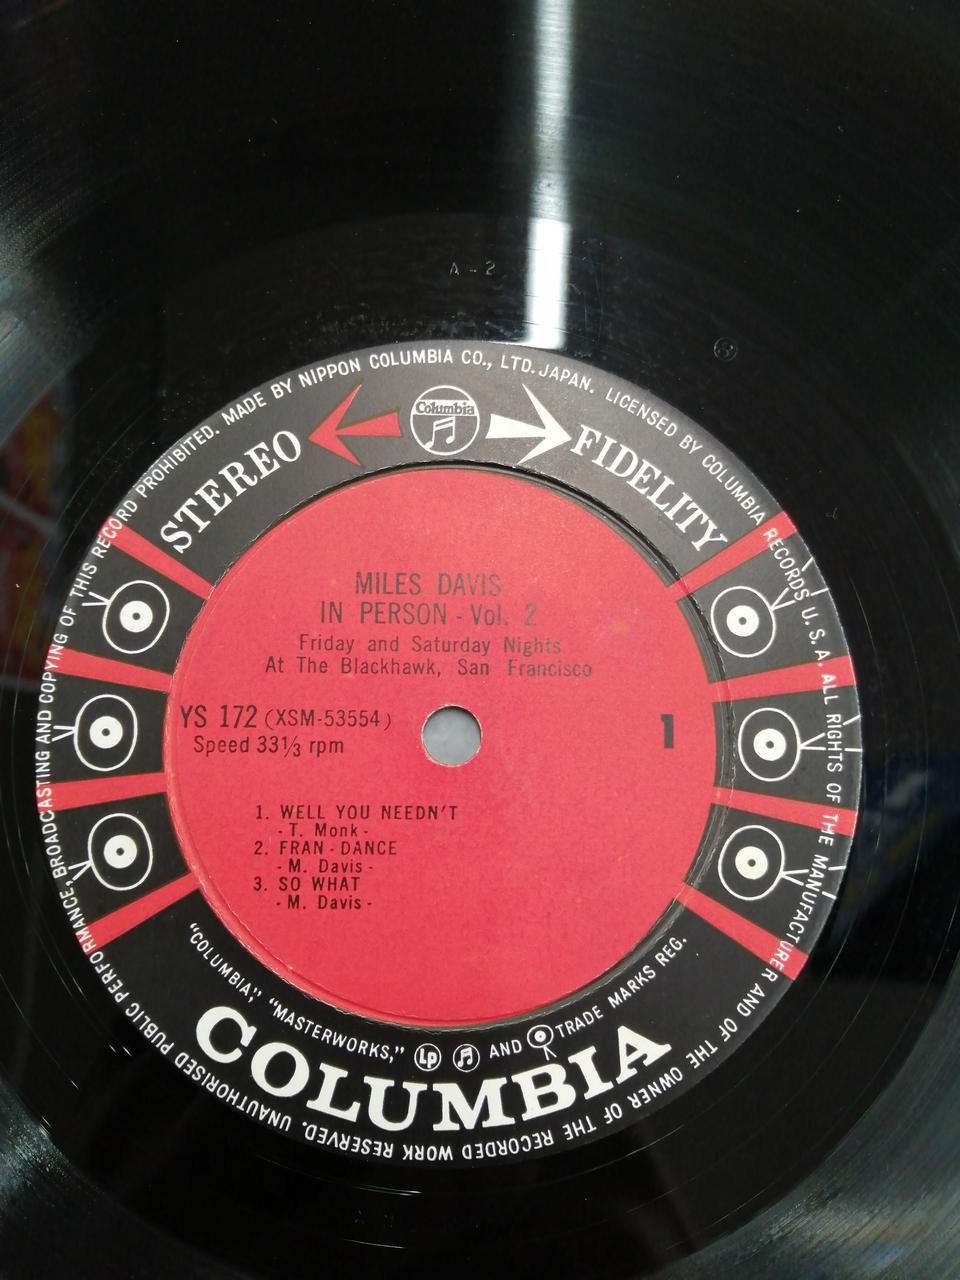 A-2
MADE BY NIPPON COLUMBIA CO., LTD. JAPAN. LICENSED BY COLUMBIA RECORDS U. S. A. ALL RIGHTS OF THE MANUFACTURER AND OF THE OWNER OF THE RECORDED WORK RESERVED. UNAUTHORISED PUBLIC PERFORMANCE, BROADCASTING AND COPYING OF THIS RECORD PROHIBITED.
STEREO
Columbia
FIDELITY
MILES DAVIS
IN PERSON - Vol. 2
Friday and Saturday Nights
At The Blackhawk, San Francisco
YS 172 (XSM-53554)
Speed 33⅓ rpm
1
1. WELL YOU NEEDN'T
- T. Monk -
2. FRAN - DANCE
- M. Davis -
3. SO WHAT
- M. Davis -
"COLUMBIA," "MASTERWORKS," Lp AND TRADE MARKS REG.
COLUMBIA